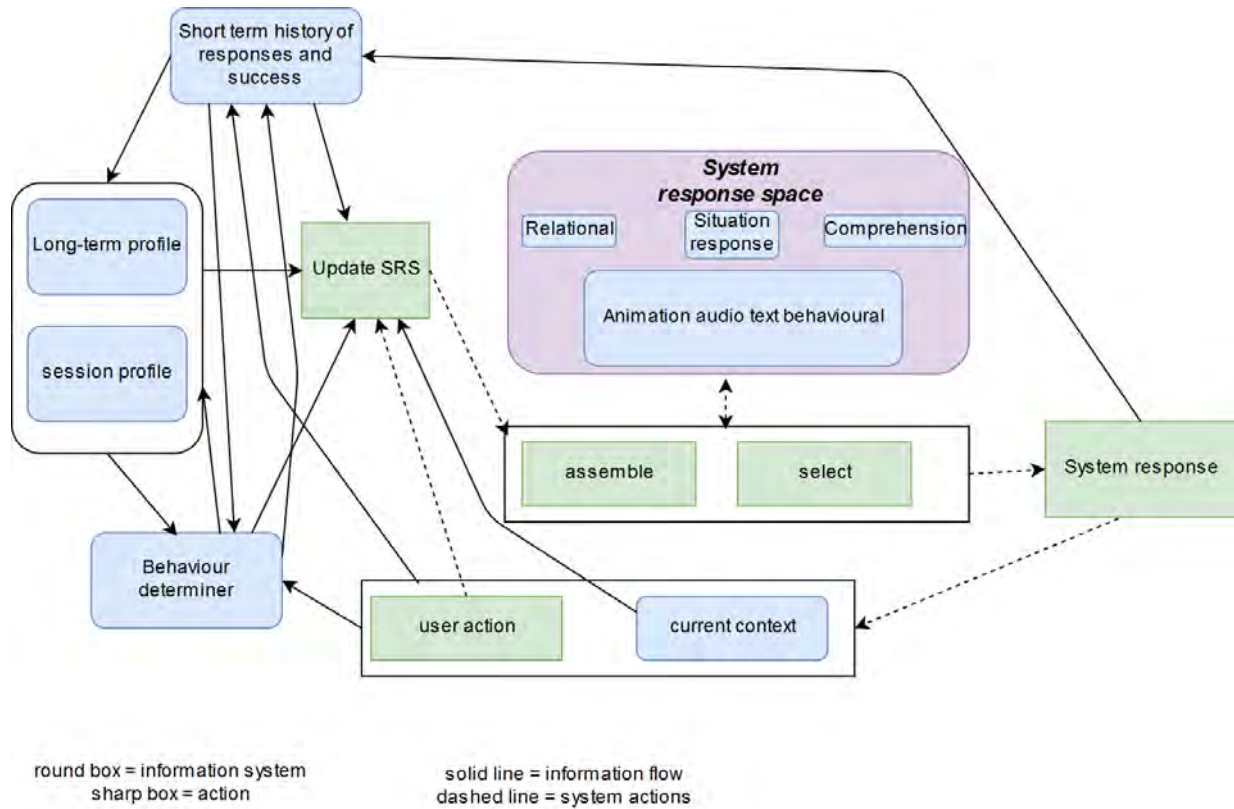 Short term history of
responses and
success
System
response space
Relational
Situation
response
Comprehension
Long-term profile
Update SRS
Animation audio text behavioural
session profile
assemble
select
System response
Behaviour
determiner
user action
current context
round box = information system
sharp box = action
solid line = information flow
dashed line = system actions